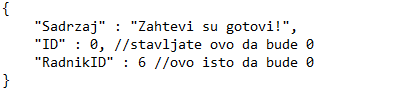 {
    "Sadrzaj" : "Zahtevi su gotovi!",
    "ID" : 0, //stavljate ovo da bude 0
    "RadnikID" : 6 //ovo isto da bude 0
}